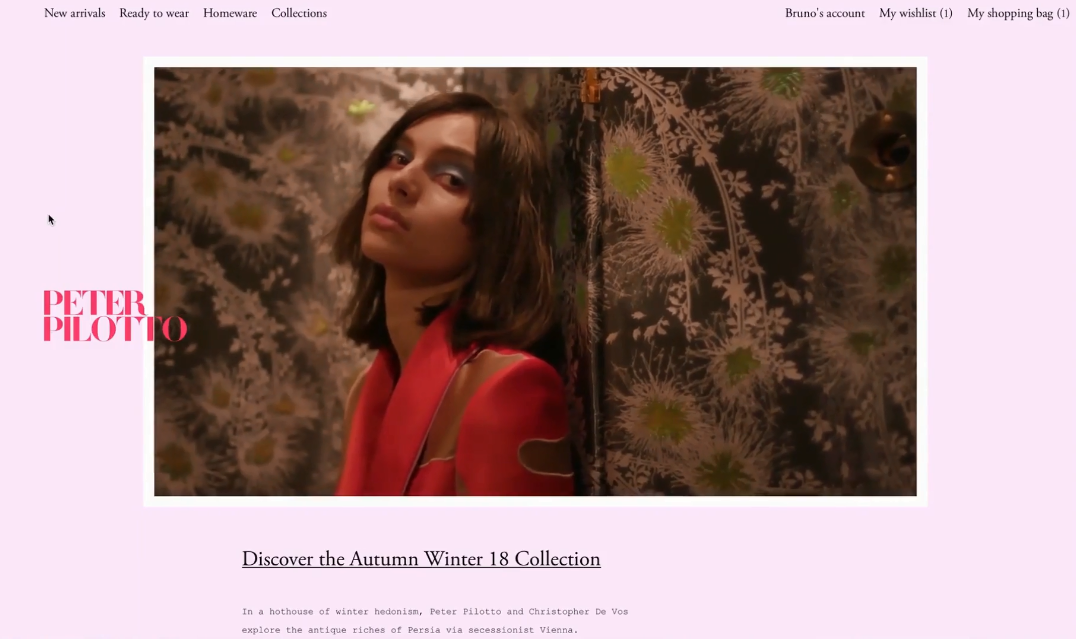 New arrivals Ready to wear Homeware Collections Bruno's account My wishlist (1) My shopping bag (1)
PETER
PILOTTO
Discover the Autumn Winter 18 Collection
In a hothouse of winter hedonism, Peter Pilotto and Christopher De Vos
explore the antique riches of Persia via secessionist Vienna.